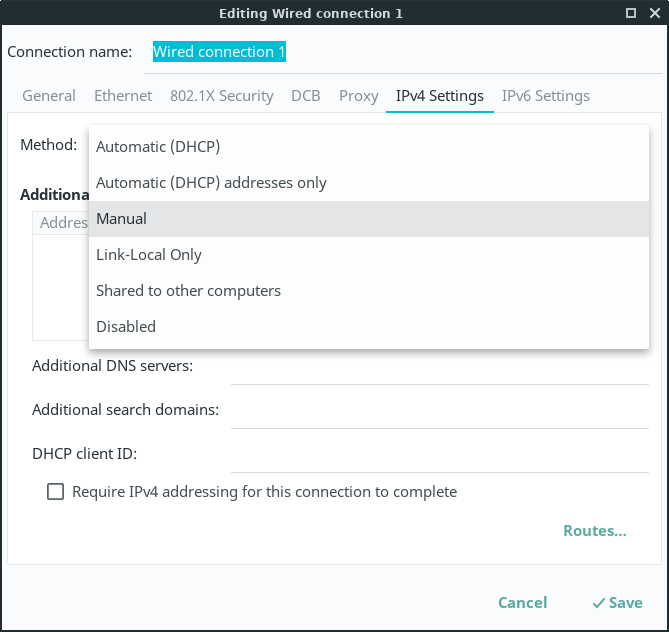 Editing Wired connection 1
Connection name: Wired connection 1
General Ethernet 802.1X Security DCB Proxy IPv4 Settings IPv6 Settings
Method:
Automatic (DHCP)
Automatic (DHCP) addresses only
Additiona
Manual
Addres
Link-Local Only
Shared to other computers
Disabled
Additional DNS servers:
Additional search domains:
DHCP client ID:
Require IPv4 addressing for this connection to complete
Routes...
Cancel Save